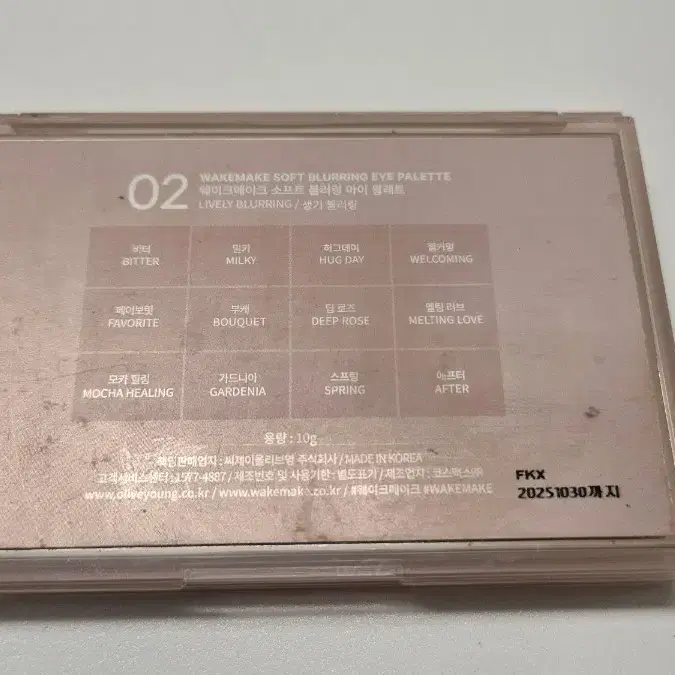 02
WAKEMAKE SOFT BLURRING EYE PALETTE
웨이크메이크 소프트 블러링 아이 팔레트
LIVELY BLURRING / 생기 블러링
비터 밀키 허그데이 웰커밍
BITTER MILKY HUG DAY WELCOMING
페이보릿 부케 딥 로즈 멜팅 러브
FAVORITE BOUQUET DEEP ROSE MELTING LOVE
모카 힐링 가드니아 스프링 애프터
MOCHA HEALING GARDENIA SPRING AFTER
용량 : 10g
책임판매업자 : 씨제이올리브영 주식회사 / MADE IN KOREA
고객서비스센터 : 1577-4887 / 제조번호 및 사용기한 : 별도표기 / 제조업자 : 코스맥스㈜
www.oliveyoung.co.kr / www.wakemake.co.kr / #웨이크메이크 #WAKEMAKE
FKX
20251030까지